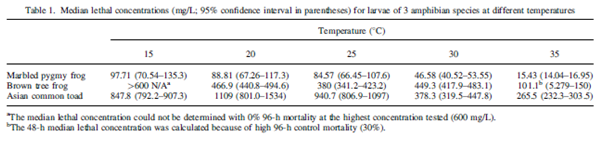 Table 1. Median lethal concentrations (mg/L; 95% confidence interval in parentheses) for larvae of 3 amphibian species at different temperatures
Temperature (°C)
15 20 25 30 35
Marbled pygmy frog 97.71 (70.54–135.3) 88.81 (67.26–117.3) 84.57 (66.45–107.6) 46.58 (40.52–53.55) 15.43 (14.04–16.95)
Brown tree frog >600 N/Aᵃ 466.9 (440.8–494.6) 380 (341.2–423.2) 449.3 (417.9–483.1) 101.1ᵇ (5.279–150)
Asian common toad 847.8 (792.2–907.3) 1109 (801.0–1534) 940.7 (806.9–1097) 378.3 (319.5–447.8) 265.5 (232.3–303.5)
ᵃThe median lethal concentration could not be determined with 0% 96-h mortality at the highest concentration tested (600 mg/L).
ᵇThe 48-h median lethal concentration was calculated because of high 96-h control mortality (30%).